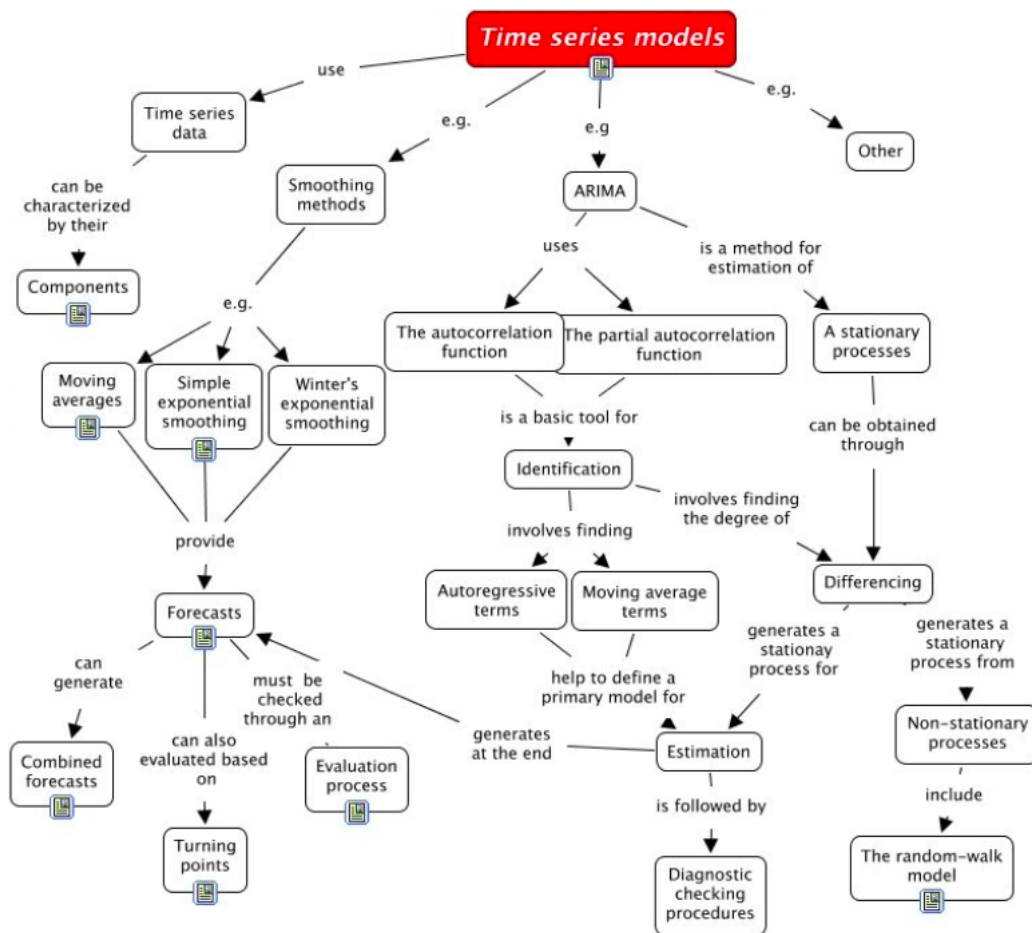 Time series models
use
e.g.
e.g
e.g.
Time series
data
Other
can be
characterized
by their
Smoothing
methods
ARIMA
uses
is a method for
estimation of
Components
e.g.
The autocorrelation
function
The partial autocorrelation
function
A stationary
processes
Moving
averages
Simple
exponential
smoothing
Winter's
exponential
smoothing
is a basic tool for
can be obtained
through
Identification
involves finding
the degree of
provide
involves finding
Autoregressive
terms
Moving average
terms
Differencing
Forecasts
can
generate
must be
checked
through an
help to define a
primary model for
generates a
stationay
process for
generates a
stationary
process from
can also
evaluated based
on
generates
at the end
Estimation
Non-stationary
processes
Combined
forecasts
Evaluation
process
is followed by
include
Turning
points
Diagnostic
checking
procedures
The random-walk
model